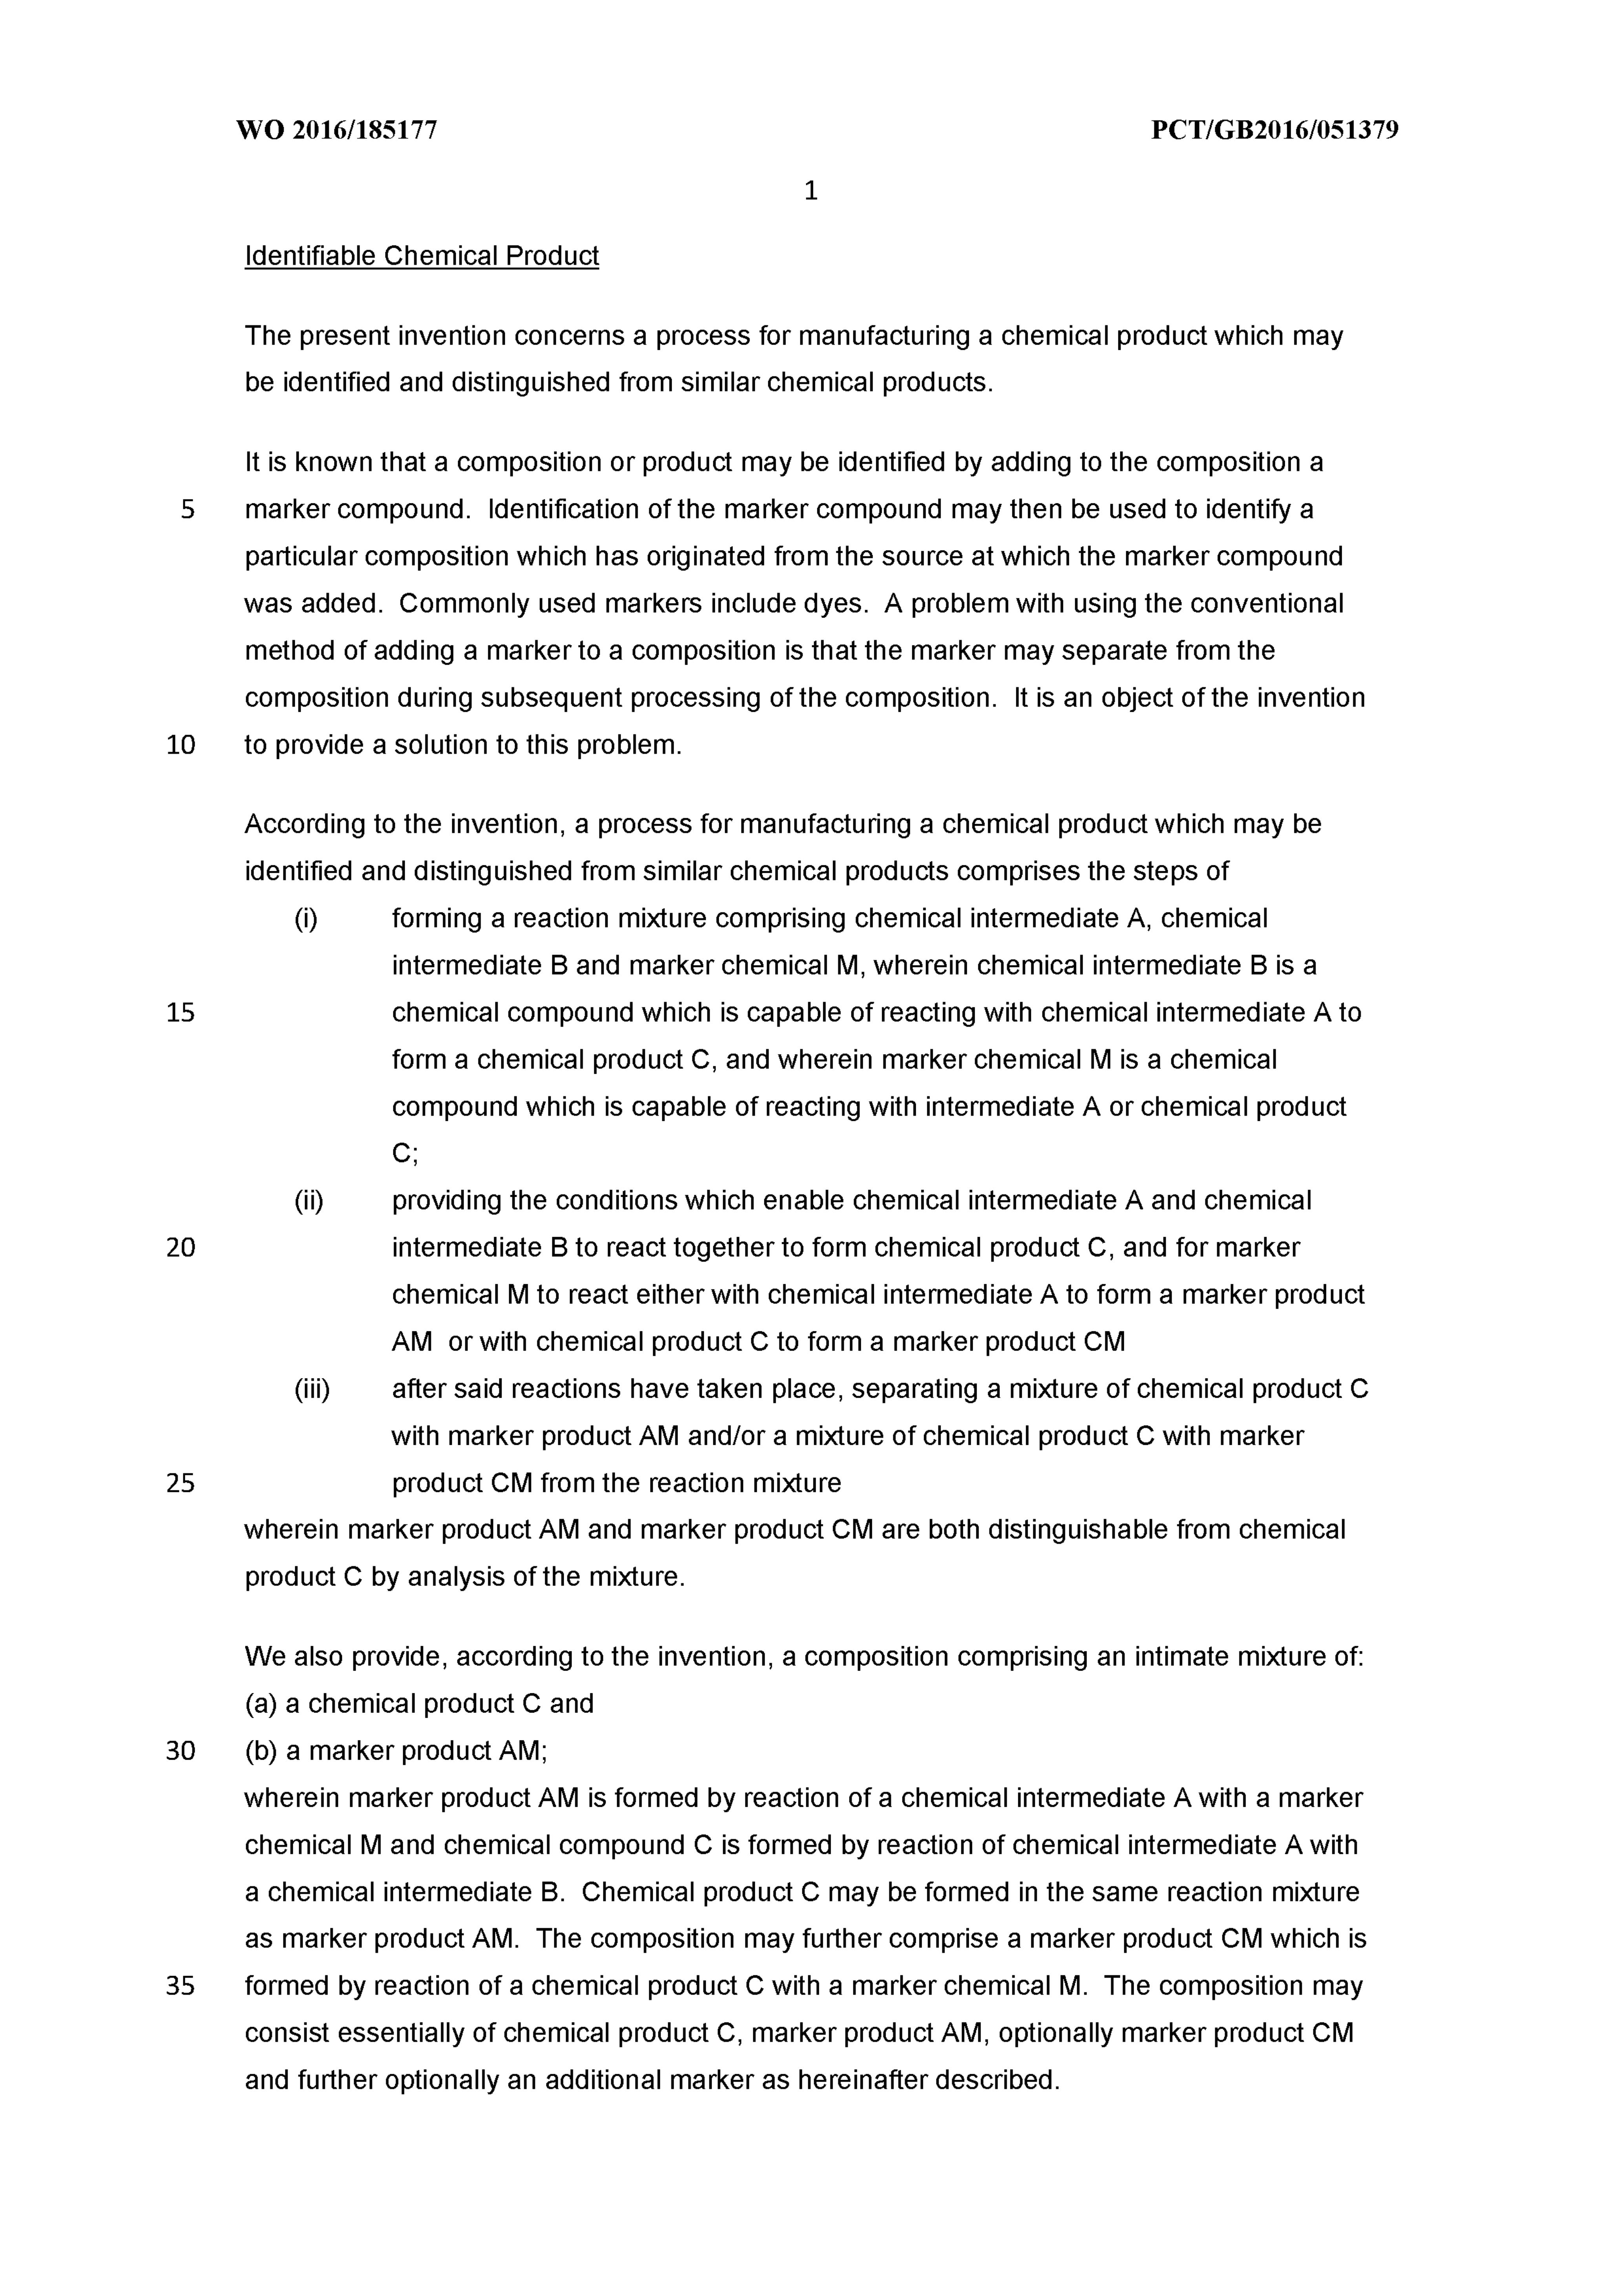 WO 2016/185177 PCT/GB2016/051379
1
Identifiable Chemical Product
The present invention concerns a process for manufacturing a chemical product which may
be identified and distinguished from similar chemical products.
It is known that a composition or product may be identified by adding to the composition a
5 marker compound. Identification of the marker compound may then be used to identify a
particular composition which has originated from the source at which the marker compound
was added. Commonly used markers include dyes. A problem with using the conventional
method of adding a marker to a composition is that the marker may separate from the
composition during subsequent processing of the composition. It is an object of the invention
10 to provide a solution to this problem.
According to the invention, a process for manufacturing a chemical product which may be
identified and distinguished from similar chemical products comprises the steps of
(i) forming a reaction mixture comprising chemical intermediate A, chemical
intermediate B and marker chemical M, wherein chemical intermediate B is a
15 chemical compound which is capable of reacting with chemical intermediate A to
form a chemical product C, and wherein marker chemical M is a chemical
compound which is capable of reacting with intermediate A or chemical product
C;
(ii) providing the conditions which enable chemical intermediate A and chemical
20 intermediate B to react together to form chemical product C, and for marker
chemical M to react either with chemical intermediate A to form a marker product
AM or with chemical product C to form a marker product CM
(iii) after said reactions have taken place, separating a mixture of chemical product C
with marker product AM and/or a mixture of chemical product C with marker
25 product CM from the reaction mixture
wherein marker product AM and marker product CM are both distinguishable from chemical
product C by analysis of the mixture.
We also provide, according to the invention, a composition comprising an intimate mixture of:
(a) a chemical product C and
30 (b) a marker product AM;
wherein marker product AM is formed by reaction of a chemical intermediate A with a marker
chemical M and chemical compound C is formed by reaction of chemical intermediate A with
a chemical intermediate B. Chemical product C may be formed in the same reaction mixture
as marker product AM. The composition may further comprise a marker product CM which is
35 formed by reaction of a chemical product C with a marker chemical M. The composition may
consist essentially of chemical product C, marker product AM, optionally marker product CM
and further optionally an additional marker as hereinafter described.